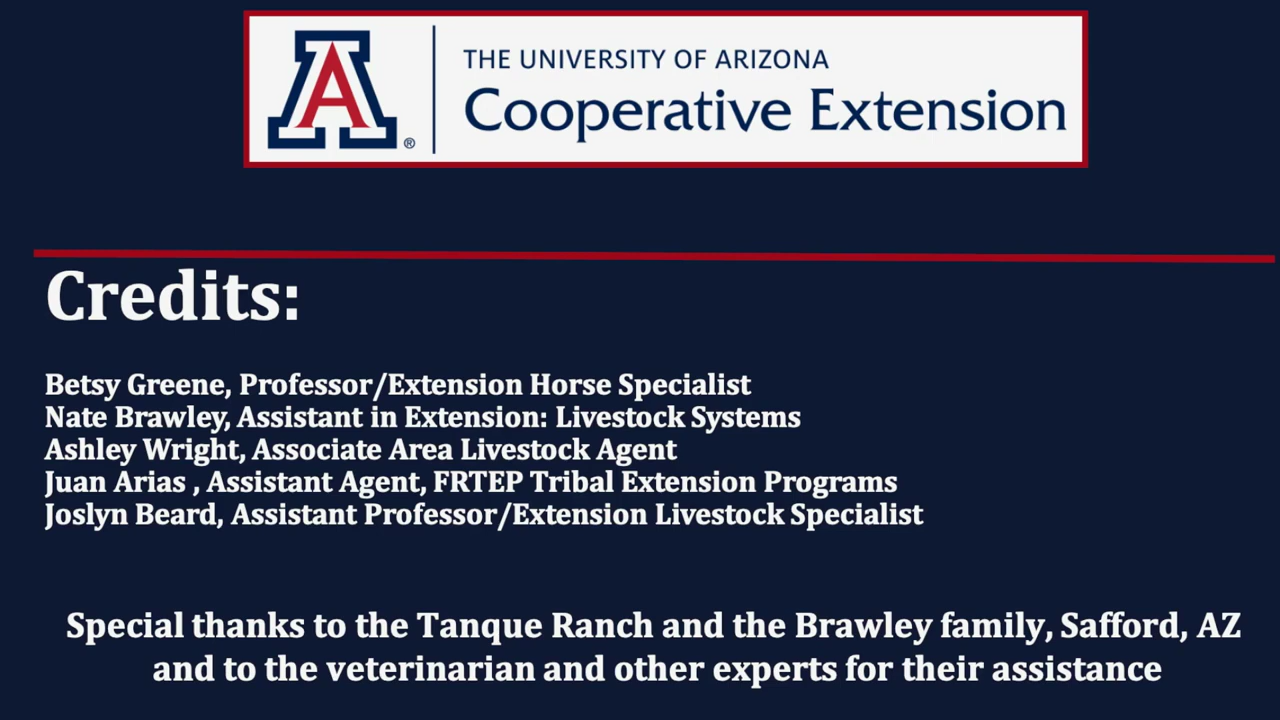 A
®
THE UNIVERSITY OF ARIZONA
Cooperative Extension
Credits:
Betsy Greene, Professor/Extension Horse Specialist
Nate Brawley, Assistant in Extension: Livestock Systems
Ashley Wright, Associate Area Livestock Agent
Juan Arias , Assistant Agent, FRTEP Tribal Extension Programs
Joslyn Beard, Assistant Professor/Extension Livestock Specialist
Special thanks to the Tanque Ranch and the Brawley family, Safford, AZ
and to the veterinarian and other experts for their assistance